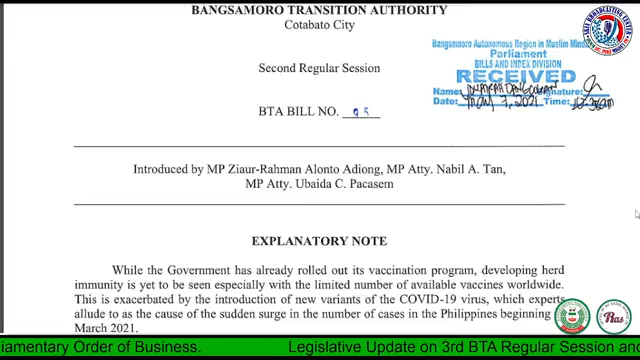 BANGSAMORO TRANSITION AUTHORITY
Cotabato City
Bangsamoro Autonomous Region in Muslim Mind
Parliament
BILLS AND INDEX DIVISION
RECEIVED
Name: Signature:
Date: May 7, 2021 Time:
Second Regular Session
BTA BILL NO. 95
Introduced by MP Ziaur-Rahman Alonto Adiong, MP Atty. Nabil A. Tan,
MP Atty. Ubaida C. Pacasem
EXPLANATORY NOTE
While the Government has already rolled out its vaccination program, developing herd
immunity is yet to be seen especially with the limited number of available vaccines worldwide.
This is exacerbated by the introduction of new variants of the COVID-19 virus, which experts
allude to as the cause of the sudden surge in the number of cases in the Philippines beginning
March 2021.
iamentary Order of Business. Legislative Update on 3rd BTA Regular Session and